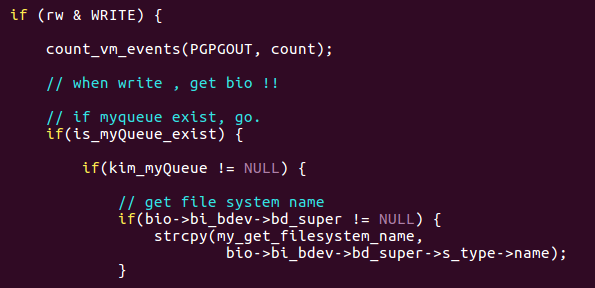 if (rw & WRITE) {
count_vm_events(PGPGOUT, count);
// when write , get bio !!
// if myqueue exist, go.
if(is_myQueue_exist) {
if(kim_myQueue != NULL) {
// get file system name
if(bio->bi_bdev->bd_super != NULL) {
strcpy(my_get_filesystem_name,
bio->bi_bdev->bd_super->s_type->name);
}